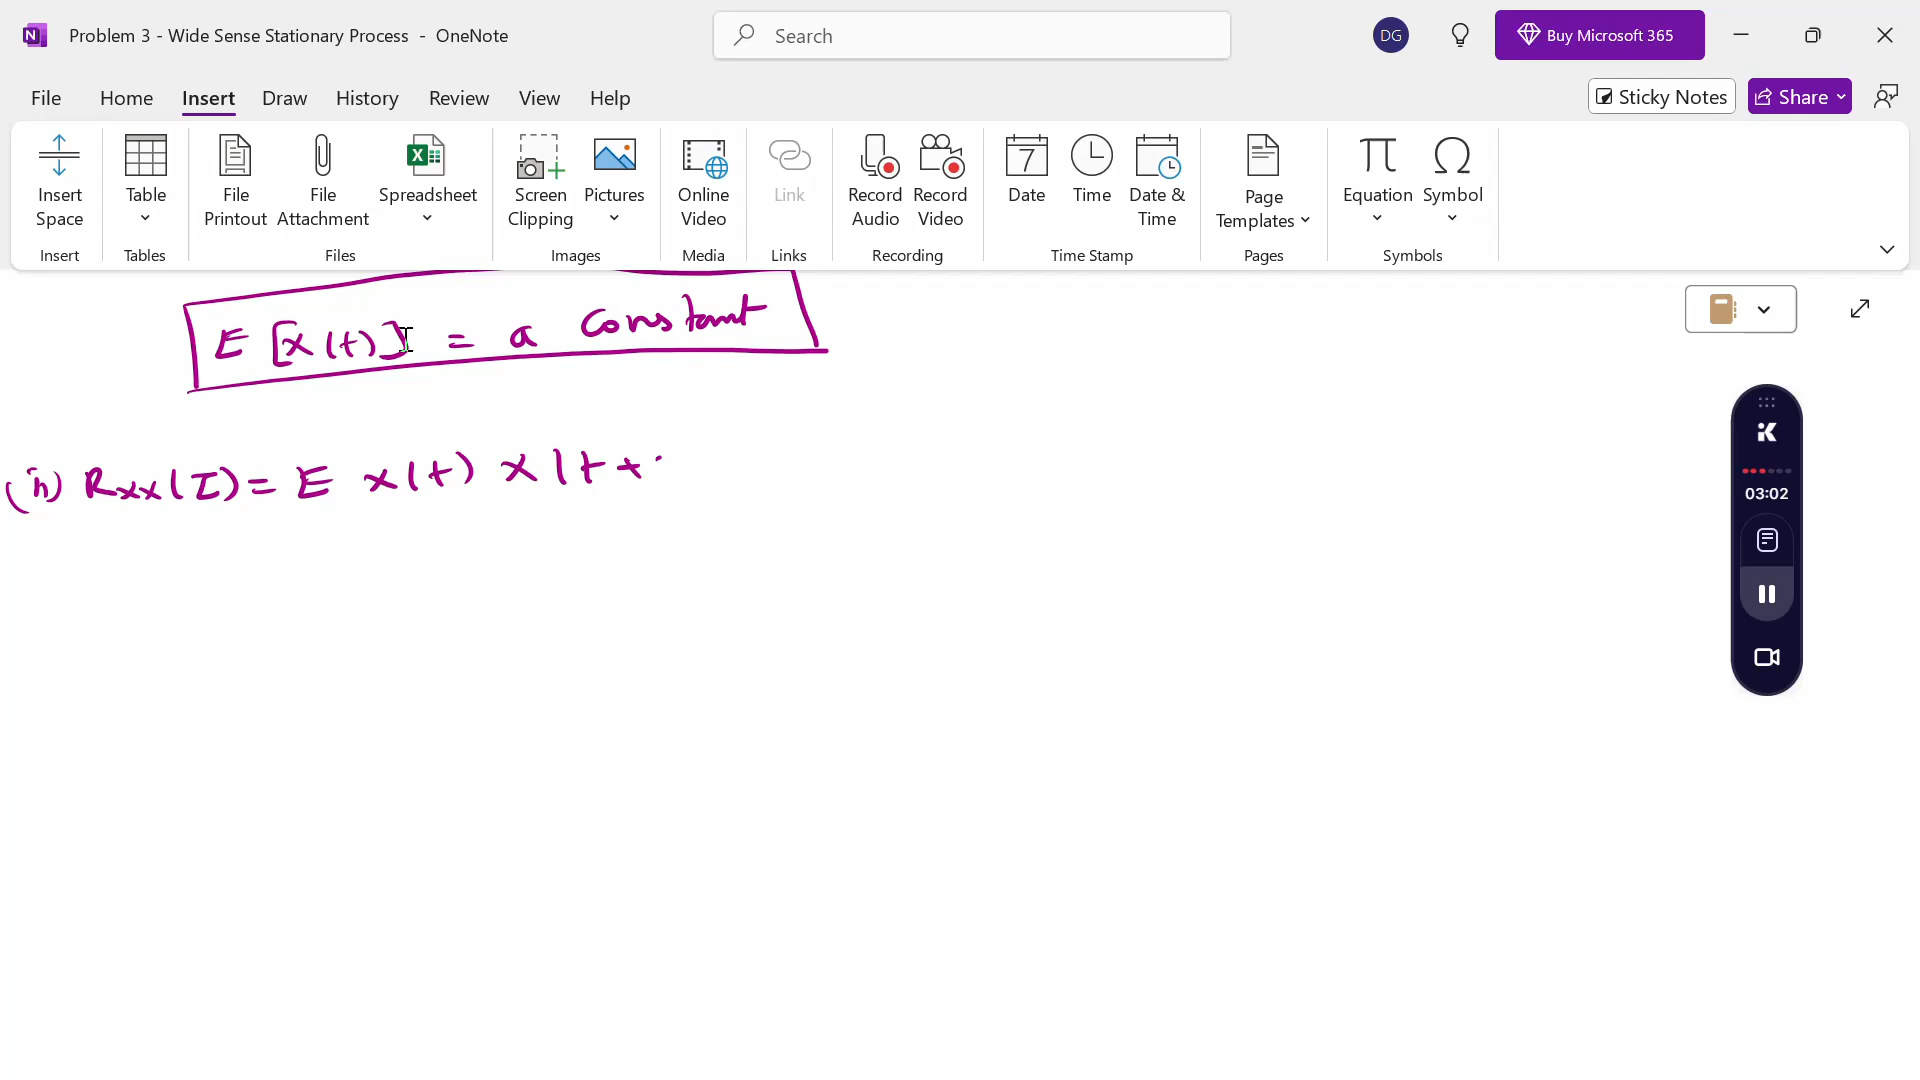 Problem 3 - Wide Sense Stationary Process - OneNote
Search
DG
Buy Microsoft 365
File Home Insert Draw History Review View Help
Sticky Notes
Share
Insert Space
Table
File Printout
File Attachment
Spreadsheet
Screen Clipping
Pictures
Online Video
Link
Record Audio
Record Video
7
Date
Time
Date & Time
Page Templates
Equation
Symbol
Insert Tables Files Images Media Links Recording Time Stamp Pages Symbols
E [x(t)] = a constant
(ii) Rxx(τ) = E x(t) x(t+
03:02